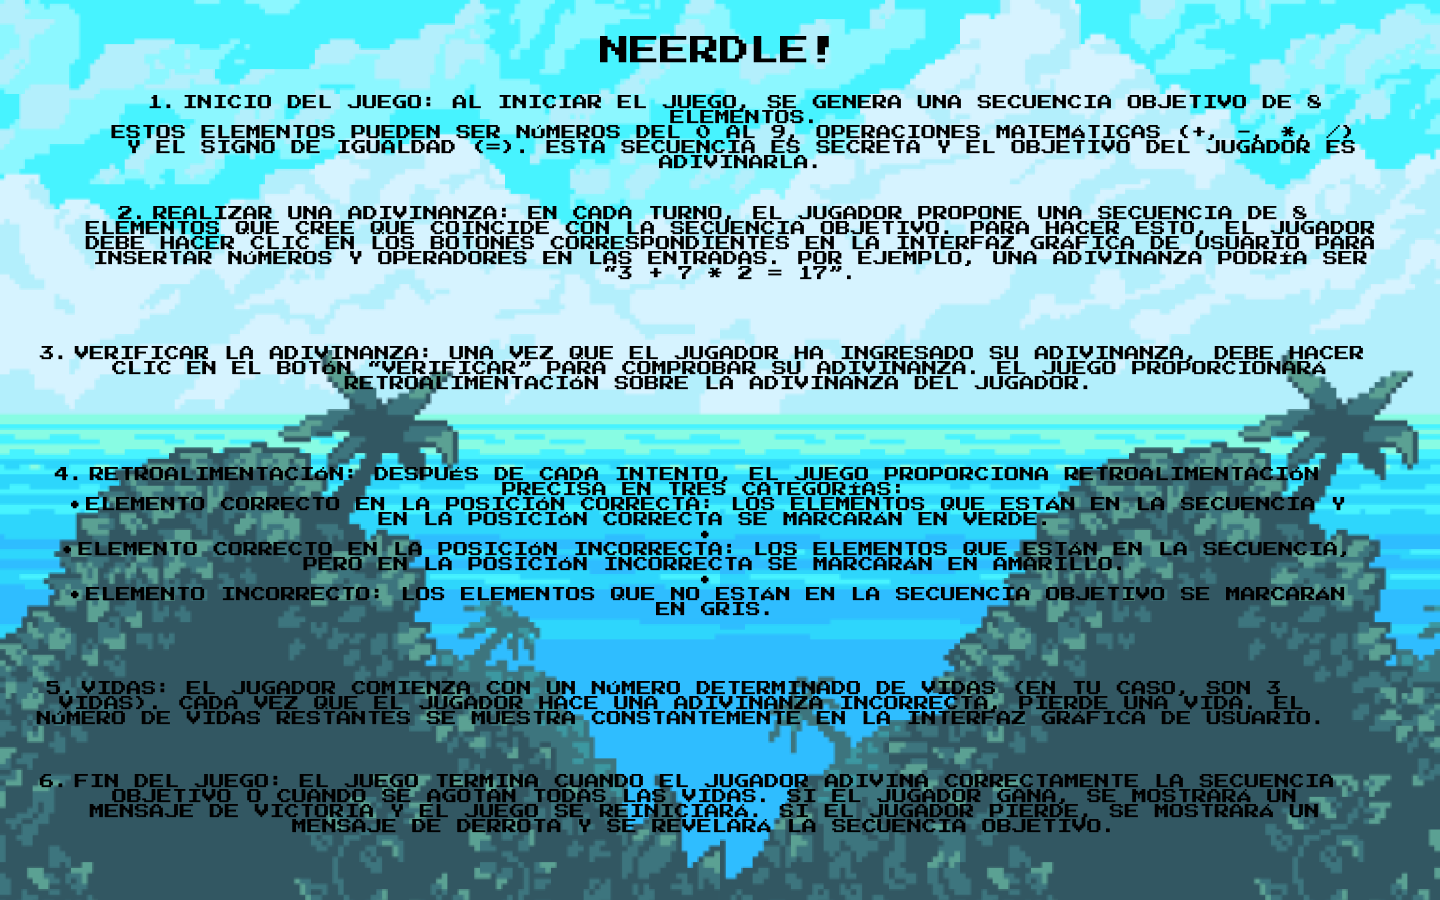 NEERDLE!
1. INICIO DEL JUEGO: AL INICIAR EL JUEGO, SE GENERA UNA SECUENCIA OBJETIVO DE 8
ELEMENTOS.
ESTOS ELEMENTOS PUEDEN SER NÚMEROS DEL 0 AL 9, OPERACIONES MATEMÁTICAS (+, -, *, /)
Y EL SIGNO DE IGUALDAD (=). ESTA SECUENCIA ES SECRETA Y EL OBJETIVO DEL JUGADOR ES
ADIVINARLA.
2. REALIZAR UNA ADIVINANZA: EN CADA TURNO, EL JUGADOR PROPONE UNA SECUENCIA DE 8
ELEMENTOS QUE CREE QUE COINCIDE CON LA SECUENCIA OBJETIVO. PARA HACER ESTO, EL JUGADOR
DEBE HACER CLIC EN LOS BOTONES CORRESPONDIENTES EN LA INTERFAZ GRÁFICA DE USUARIO PARA
INSERTAR NÚMEROS Y OPERADORES EN LAS ENTRADAS. POR EJEMPLO, UNA ADIVINANZA PODRÍA SER
"3 + 7 * 2 = 17".
3. VERIFICAR LA ADIVINANZA: UNA VEZ QUE EL JUGADOR HA INGRESADO SU ADIVINANZA, DEBE HACER
CLIC EN EL BOTÓN "VERIFICAR" PARA COMPROBAR SU ADIVINANZA. EL JUEGO PROPORCIONARÁ
RETROALIMENTACIÓN SOBRE LA ADIVINANZA DEL JUGADOR.
4. RETROALIMENTACIÓN: DESPUÉS DE CADA INTENTO, EL JUEGO PROPORCIONA RETROALIMENTACIÓN
PRECISA EN TRES CATEGORÍAS:
•ELEMENTO CORRECTO EN LA POSICIÓN CORRECTA: LOS ELEMENTOS QUE ESTÁN EN LA SECUENCIA Y
EN LA POSICIÓN CORRECTA SE MARCARÁN EN VERDE.
•
•ELEMENTO CORRECTO EN LA POSICIÓN INCORRECTA: LOS ELEMENTOS QUE ESTÁN EN LA SECUENCIA,
PERO EN LA POSICIÓN INCORRECTA SE MARCARÁN EN AMARILLO.
•
•ELEMENTO INCORRECTO: LOS ELEMENTOS QUE NO ESTÁN EN LA SECUENCIA OBJETIVO SE MARCARÁN
EN GRIS.
5. VIDAS: EL JUGADOR COMIENZA CON UN NÚMERO DETERMINADO DE VIDAS (EN TU CASO, SON 3
VIDAS). CADA VEZ QUE EL JUGADOR HACE UNA ADIVINANZA INCORRECTA, PIERDE UNA VIDA. EL
NÚMERO DE VIDAS RESTANTES SE MUESTRA CONSTANTEMENTE EN LA INTERFAZ GRÁFICA DE USUARIO.
6. FIN DEL JUEGO: EL JUEGO TERMINA CUANDO EL JUGADOR ADIVINA CORRECTAMENTE LA SECUENCIA
OBJETIVO O CUANDO SE AGOTAN TODAS LAS VIDAS. SI EL JUGADOR GANA, SE MOSTRARÁ UN
MENSAJE DE VICTORIA Y EL JUEGO SE REINICIARÁ. SI EL JUGADOR PIERDE, SE MOSTRARÁ UN
MENSAJE DE DERROTA Y SE REVELARÁ LA SECUENCIA OBJETIVO.